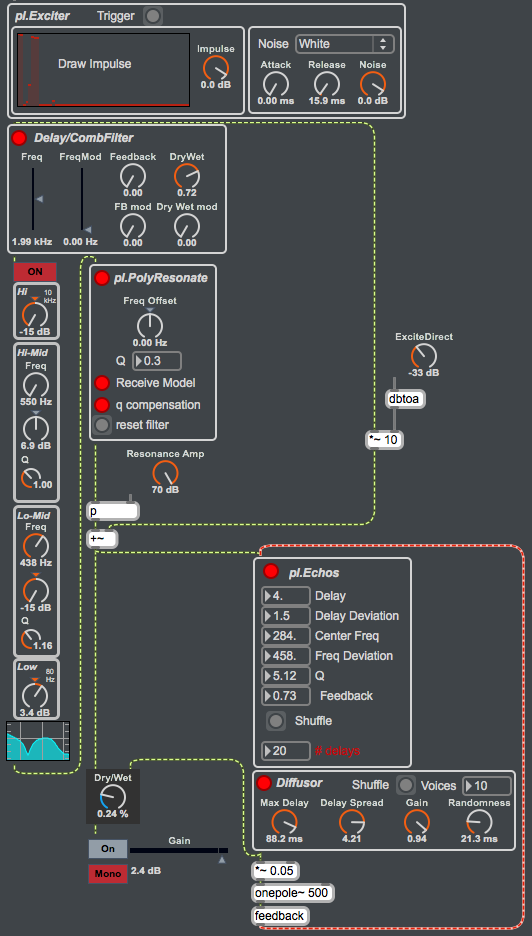 pl.Exciter Trigger
Draw Impulse
Impulse
0.0 dB
Noise White
Attack Release Noise
0.00 ms 15.9 ms 0.0 dB
Delay/CombFilter
Freq FreqMod Feedback DryWet
0.00 0.72
FB mod Dry Wet mod
1.99 kHz 0.00 Hz 0.00 0.00
ON
Hi 10 kHz
-15 dB
Hi-Mid
Freq
550 Hz
6.9 dB
Q
1.00
Lo-Mid
Freq
438 Hz
-15 dB
Q
1.16
Low 80 Hz
3.4 dB
pl.PolyResonate
Freq Offset
0.00 Hz
Q 0.3
Receive Model
q compensation
reset filter
Resonance Amp
70 dB
p
+~
ExciteDirect
-33 dB
dbtoa
*~ 10
pl.Echos
4. Delay
1.5 Delay Deviation
284. Center Freq
458. Freq Deviation
5.12 Q
0.73 Feedback
Shuffle
20 # delays
Diffusor Shuffle Voices 10
Max Delay Delay Spread Gain Randomness
88.2 ms 4.21 0.94 21.3 ms
Dry/Wet
0.24 %
On Gain
Mono 2.4 dB
*~ 0.05
onepole~ 500
feedback